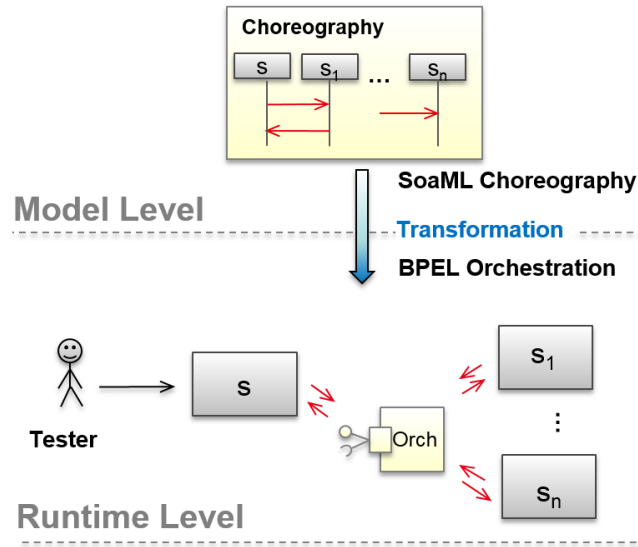 Choreography
s s₁ ... sₙ
SoaML Choreography
Model Level
Transformation
BPEL Orchestration
s₁
s
Tester
Orch
...
sₙ
Runtime Level